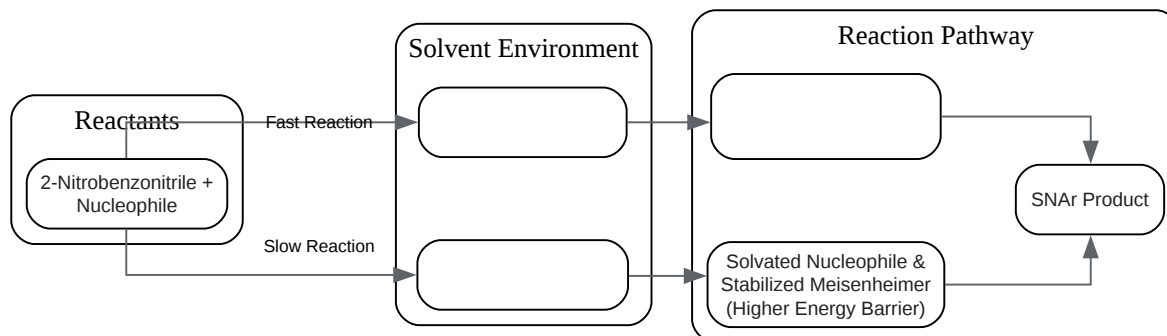 Reactants
2-Nitrobenzonitrile +
Nucleophile
Fast Reaction
Slow Reaction
Solvent Environment
Reaction Pathway
Solvated Nucleophile &
Stabilized Meisenheimer
(Higher Energy Barrier)
SNAr Product